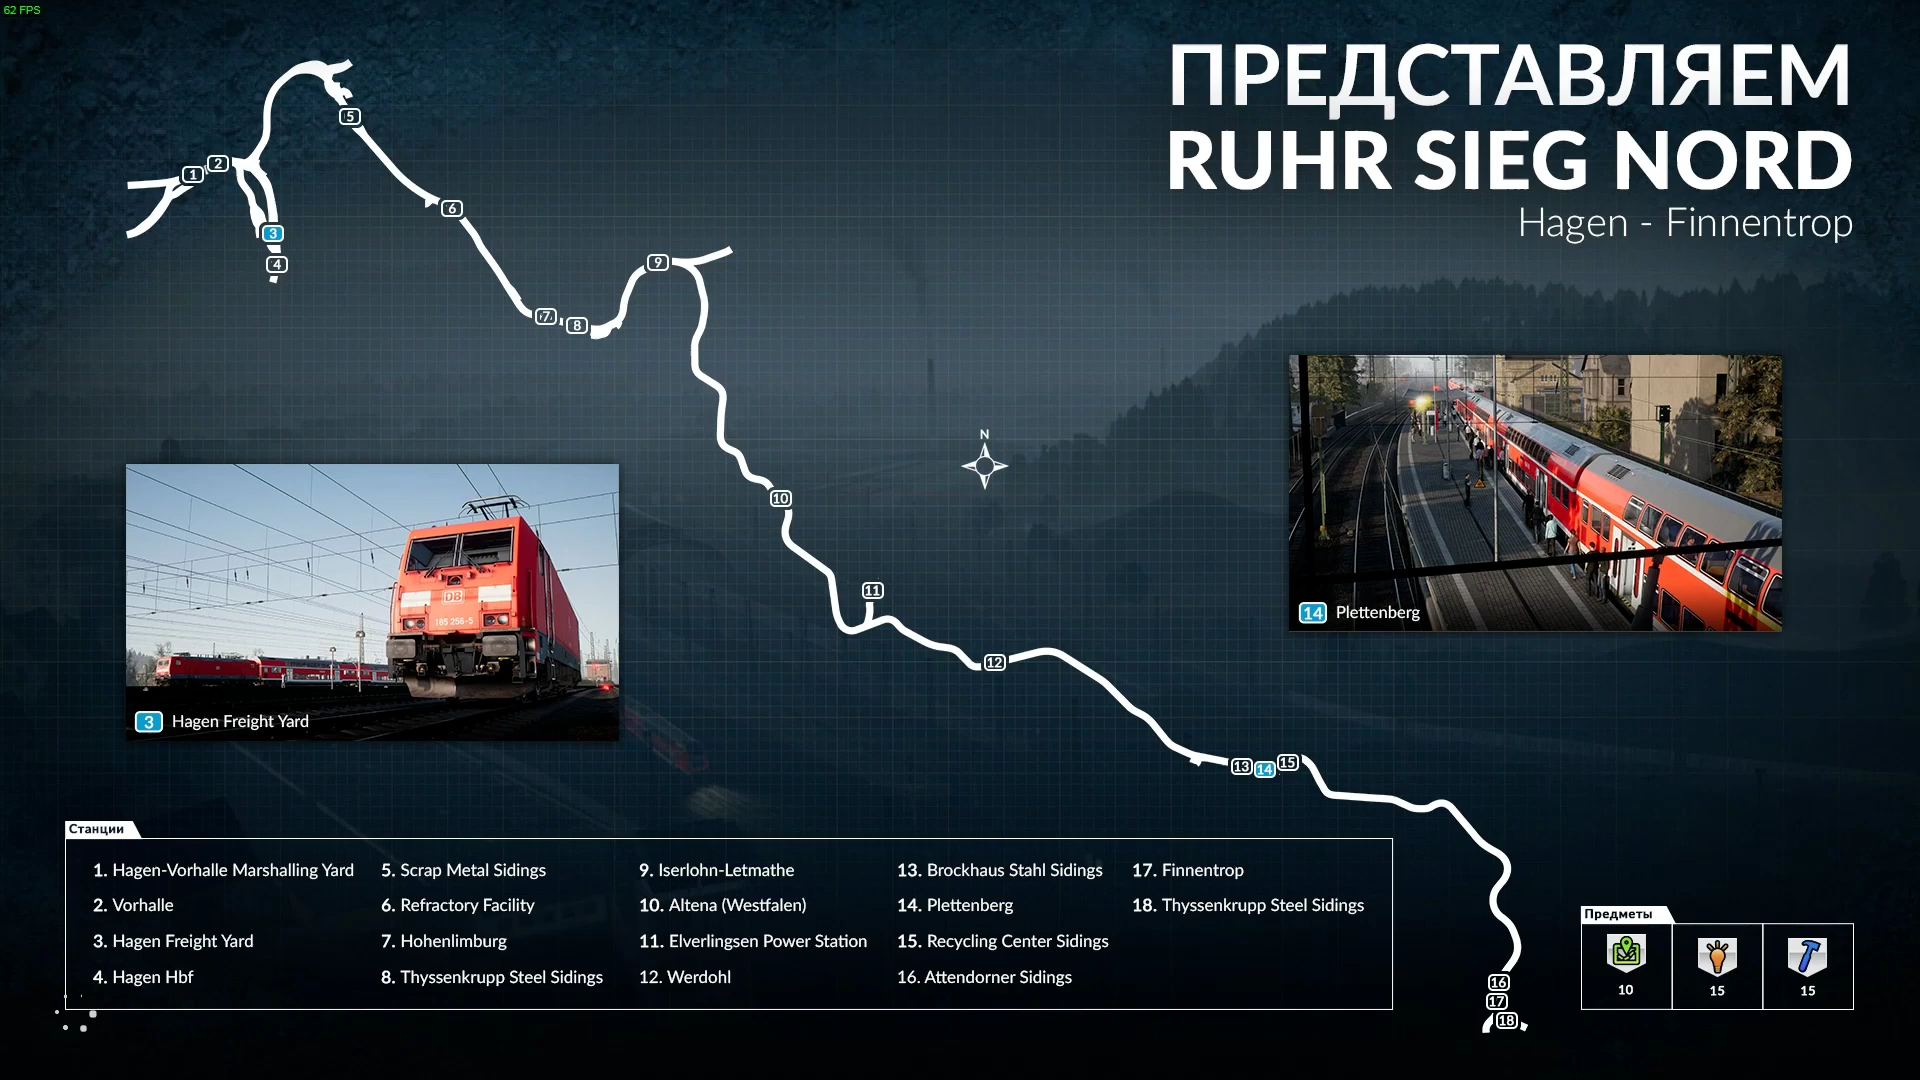 62 FPS
ПРЕДСТАВЛЯЕМ
RUHR SIEG NORD
Hagen - Finnentrop
1
2
3
4
5
6
7
8
9
N
10
11
12
13
14
15
16
17
18
DB
185 256-5
3 Hagen Freight Yard
14 Plettenberg
Станции
1. Hagen-Vorhalle Marshalling Yard
2. Vorhalle
3. Hagen Freight Yard
4. Hagen Hbf
5. Scrap Metal Sidings
6. Refractory Facility
7. Hohenlimburg
8. Thyssenkrupp Steel Sidings
9. Iserlohn-Letmathe
10. Altena (Westfalen)
11. Elverlingsen Power Station
12. Werdohl
13. Brockhaus Stahl Sidings
14. Plettenberg
15. Recycling Center Sidings
16. Attendorner Sidings
17. Finnentrop
18. Thyssenkrupp Steel Sidings
Предметы
10
15
15